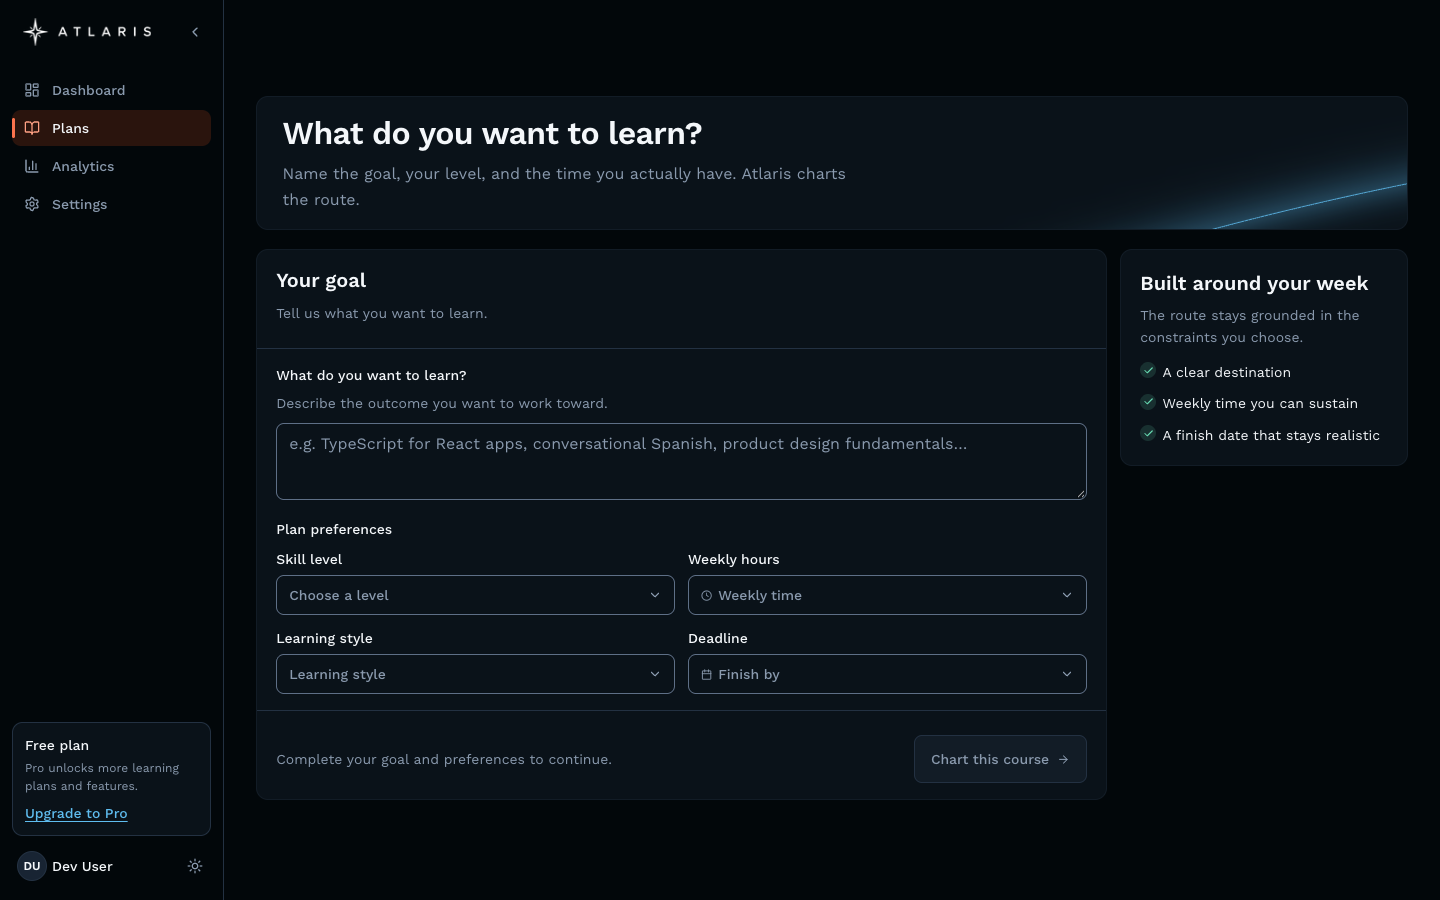 ATLARIS
Dashboard
Plans
Analytics
Settings
Free plan
Pro unlocks more learning
plans and features.
Upgrade to Pro
DU Dev User
What do you want to learn?
Name the goal, your level, and the time you actually have. Atlaris charts
the route.
Your goal
Tell us what you want to learn.
What do you want to learn?
Describe the outcome you want to work toward.
e.g. TypeScript for React apps, conversational Spanish, product design fundamentals...
Plan preferences
Skill level
Choose a level
Weekly hours
Weekly time
Learning style
Learning style
Deadline
Finish by
Complete your goal and preferences to continue.
Chart this course →
Built around your week
The route stays grounded in the
constraints you choose.
A clear destination
Weekly time you can sustain
A finish date that stays realistic